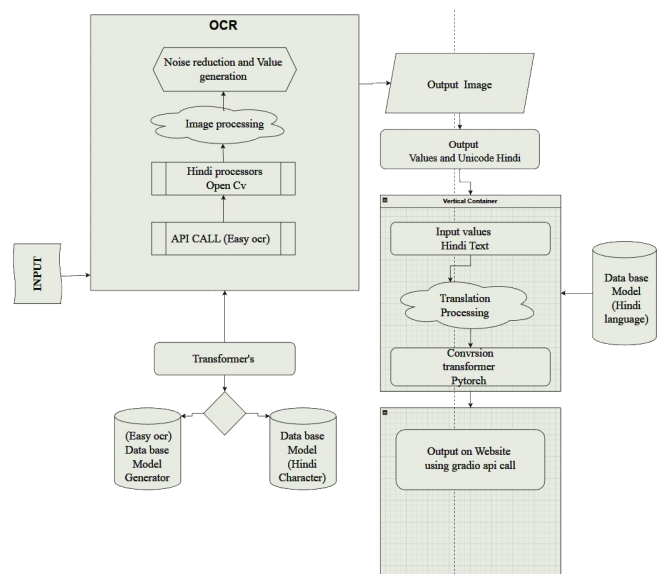 OCR
Noise reduction and Value
generation
Image processing
Hindi processors
Open Cv
API CALL (Easy ocr)
INPUT
Transformer's
(Easy ocr)
Data base
Model
Generator
Data base
Model
(Hindi
Character)
Output Image
Output
Values and Unicode Hindi
Vertical Container
Input values
Hindi Text
Translation
Processing
Convrsion
transformer
Pytorch
Data base
Model
(Hindi
language)
Output on Website
using gradio api call